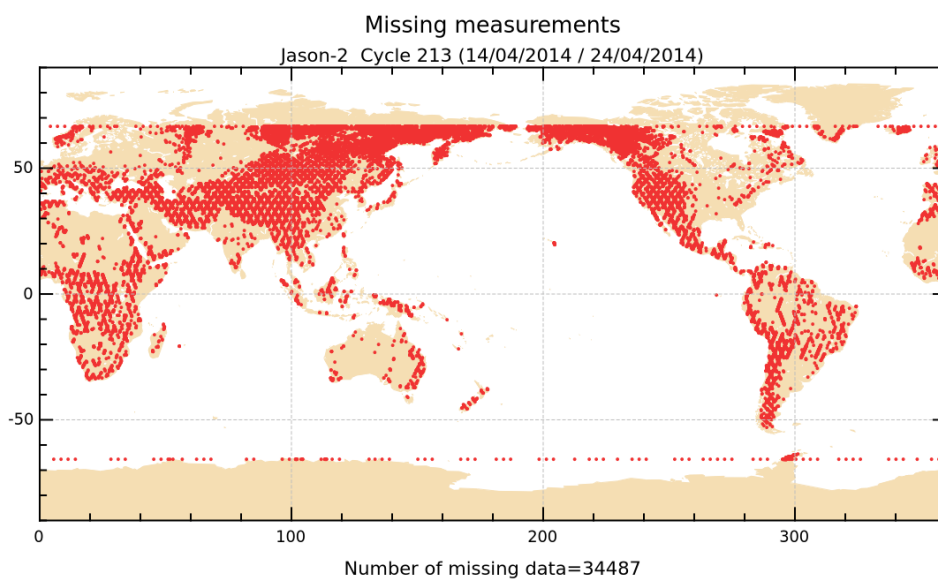 Missing measurements
Jason-2  Cycle 213 (14/04/2014 / 24/04/2014)
50
0
-50
0 100 200 300
Number of missing data=34487